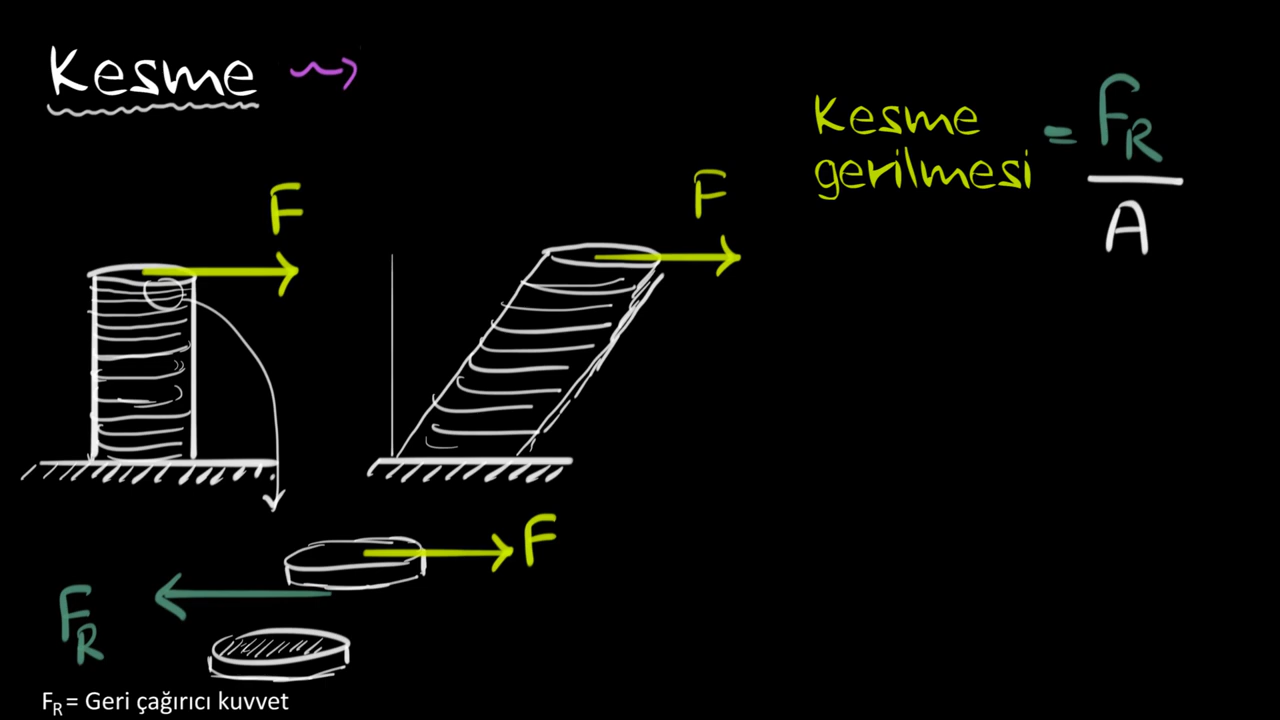 Kesme
Kesme
gerilmesi
= F_R / A
F
F
F
F_R
F_R = Geri çağırıcı kuvvet